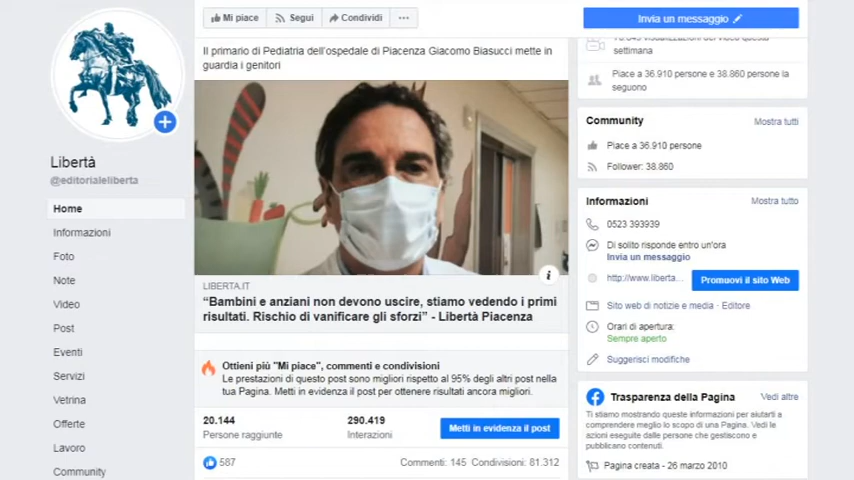 Mi piace
Segui
Condividi
Invia un messaggio
Il primario di Pediatria dell'ospedale di Piacenza Giacomo Biasucci mette in
guardia i genitori
LIBERTA.IT
“Bambini e anziani non devono uscire, stiamo vedendo i primi
risultati. Rischio di vanificare gli sforzi” - Libertà Piacenza
Ottieni più "Mi piace", commenti e condivisioni
Le prestazioni di questo post sono migliori rispetto al 95% degli altri post nella
tua Pagina. Metti in evidenza il post per ottenere risultati ancora migliori.
20.144
Persone raggiunte
290.419
Interazioni
Metti in evidenza il post
587
Commenti: 145 Condivisioni: 81.312
Libertà
@editorialeliberta
Home
Informazioni
Foto
Note
Video
Post
Eventi
Servizi
Vetrina
Offerte
Lavoro
Community
settimana
Piace a 36.910 persone e 38.860 persone la
seguono
Community
Mostra tutti
Piace a 36.910 persone
Follower: 38.860
Informazioni
Mostra tutto
0523 393939
Di solito risponde entro un'ora
Invia un messaggio
http://www.liberta...
Promuovi il sito Web
Sito web di notizie e media · Editore
Orari di apertura:
Sempre aperto
Suggerisci modifiche
Trasparenza della Pagina
Vedi altre
Ti stiamo mostrando queste informazioni per aiutarti a
comprendere meglio lo scopo di una Pagina. Vedi le
azioni eseguite dalle persone che gestiscono e
pubblicano contenuti.
Pagina creata - 26 marzo 2010